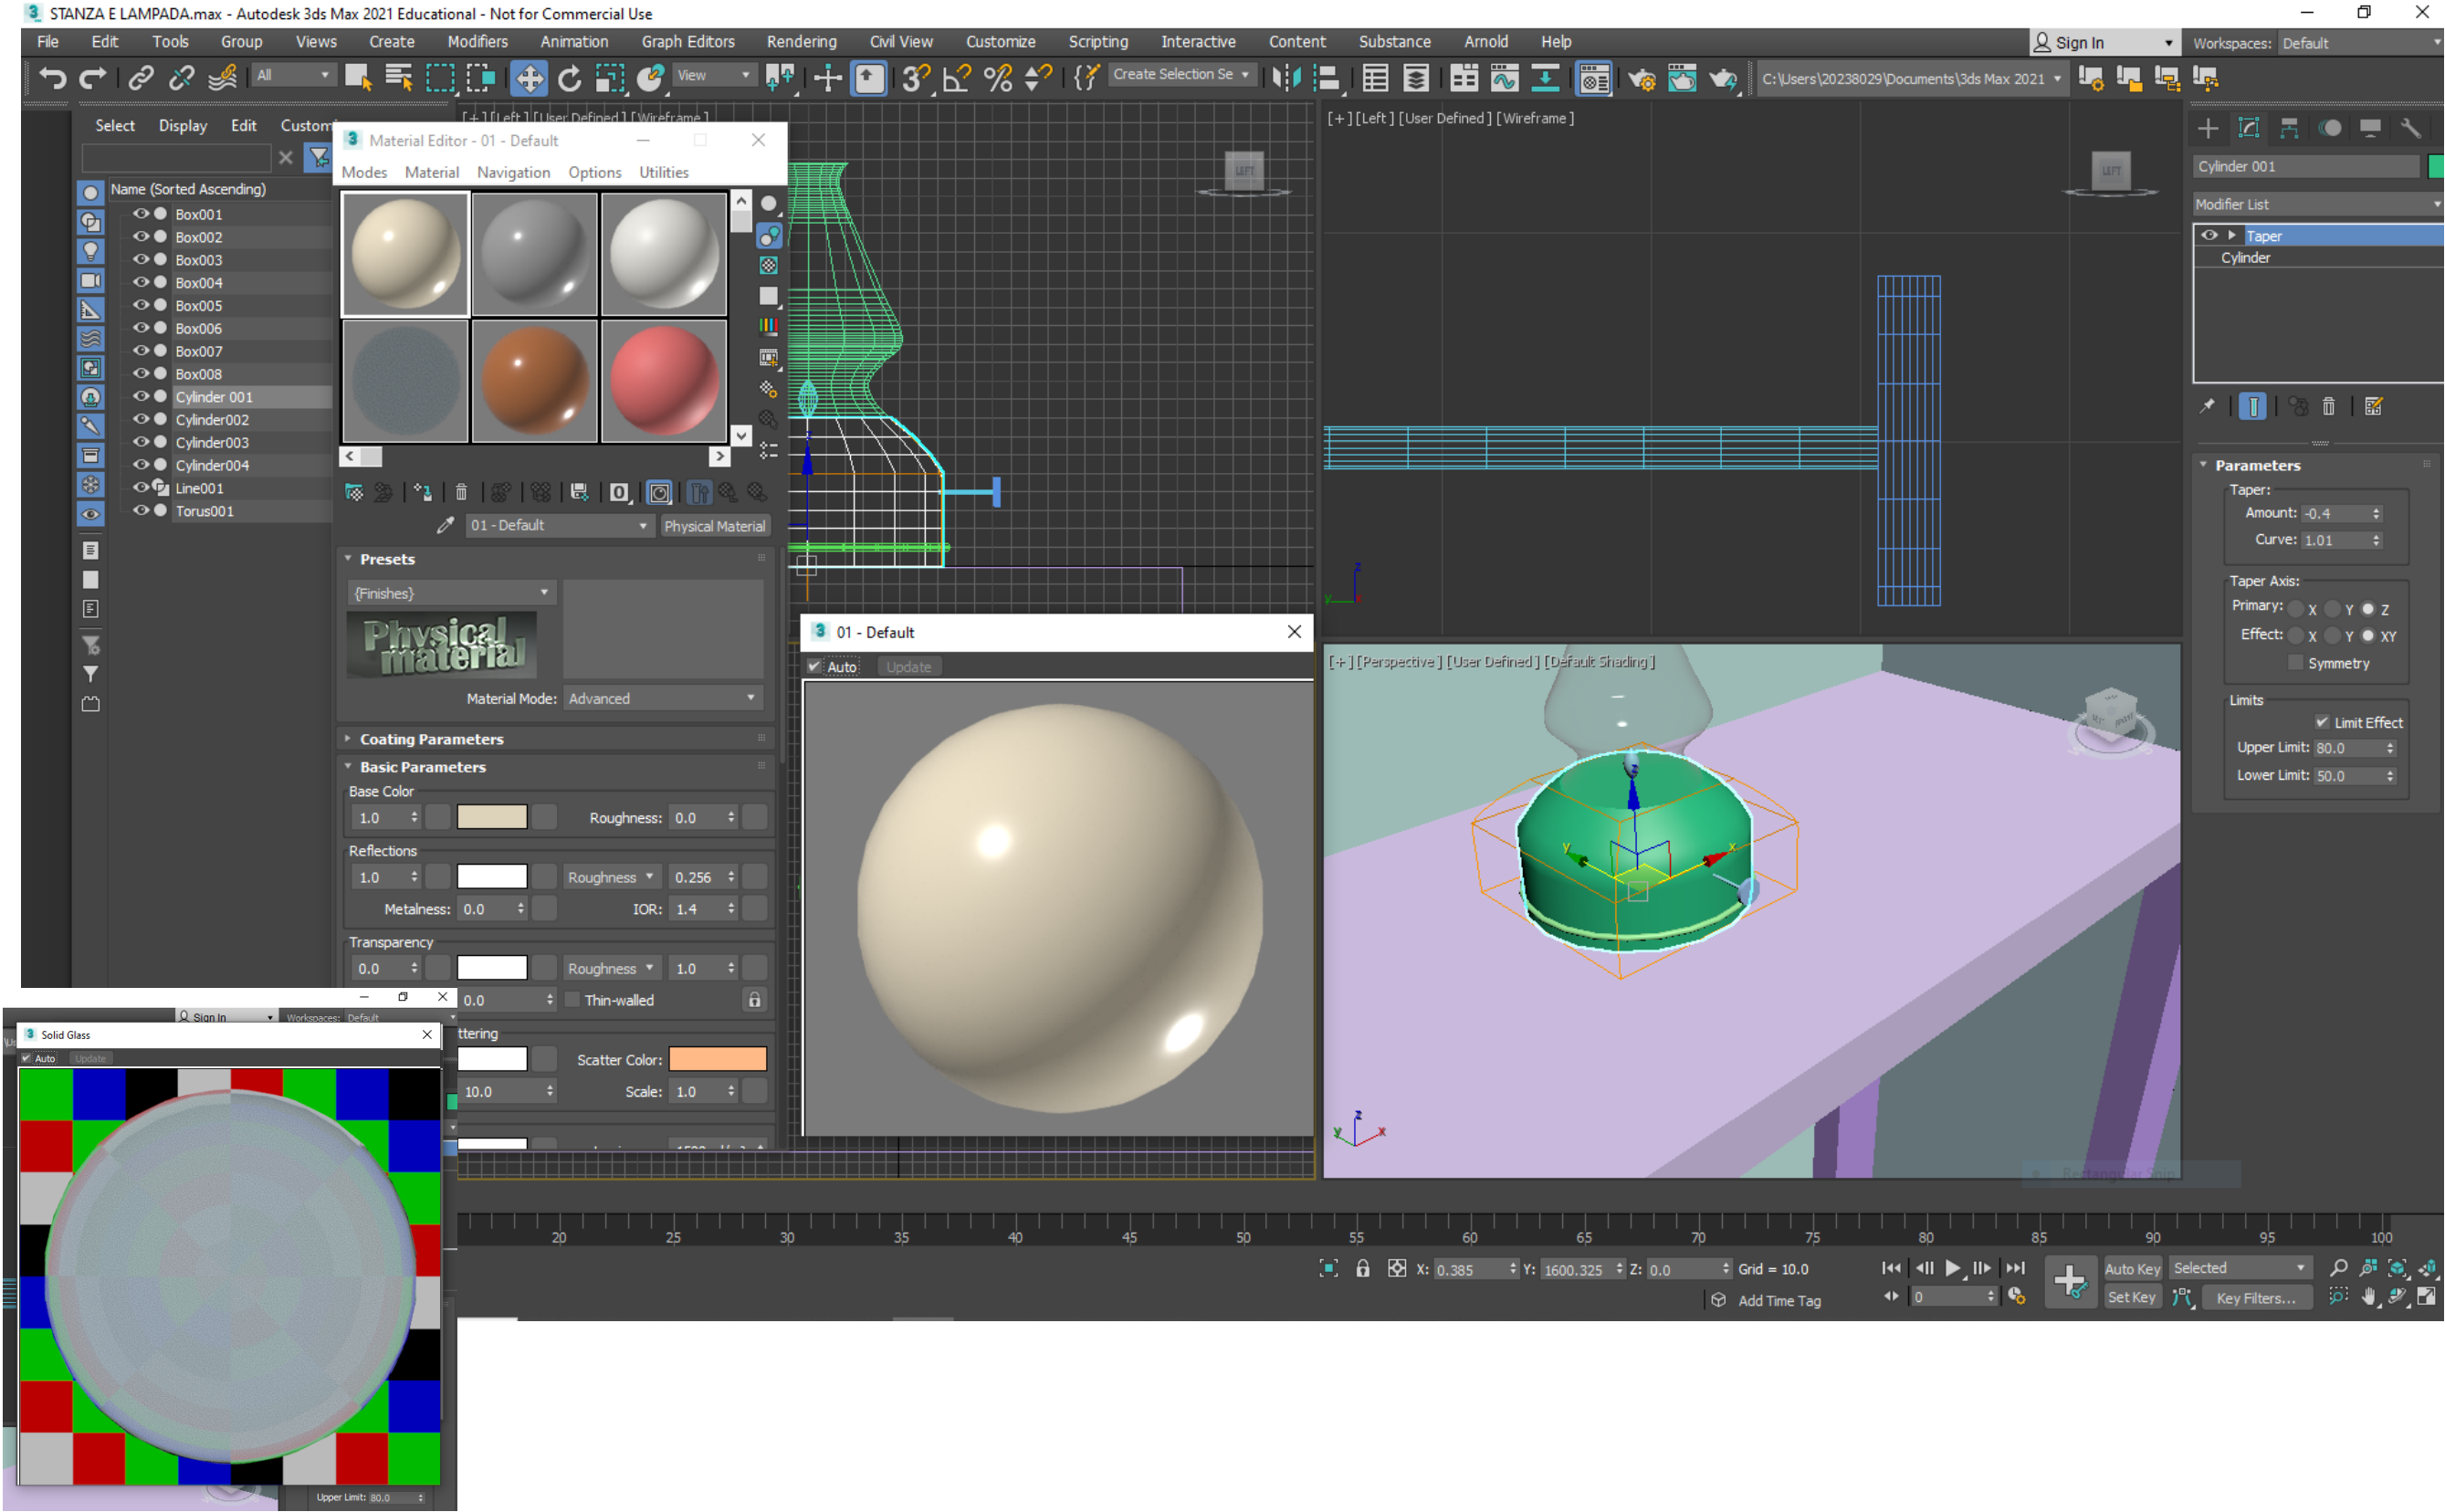 STANZA E LAMPADA.max - Autodesk 3ds Max 2021 Educational - Not for Commercial Use
File Edit Tools Group Views Create Modifiers Animation Graph Editors Rendering Civil View Customize Scripting Interactive Content Substance Arnold Help Sign In Workspaces: Default
All View Create Selection Se C:\Users\20238029\Documents\3ds Max 2021
Select Display Edit Custom
Name (Sorted Ascending)
Box001
Box002
Box003
Box004
Box005
Box006
Box007
Box008
Cylinder 001
Cylinder002
Cylinder003
Cylinder004
Line001
Torus001
Material Editor - 01 - Default
Modes Material Navigation Options Utilities
01 - Default Physical Material
Presets
{Finishes}
Physical material
Material Mode: Advanced
Coating Parameters
Basic Parameters
Base Color
1.0 Roughness: 0.0
Reflections
1.0 Roughness 0.256
Metalness: 0.0 IOR: 1.4
Transparency
0.0 Roughness 1.0
0.0 Thin-walled
ttering
Scatter Color:
10.0 Scale: 1.0
[+] [Left] [User Defined] [Wireframe]
LEFT
01 - Default
Auto Update
[+] [Left] [User Defined] [Wireframe]
LEFT
z
y
[+] [Perspective] [User Defined] [Default Shading]
y x
z
y x
Rectangular Snip
Cylinder 001
Modifier List
Taper
Cylinder
Parameters
Taper:
Amount: -0.4
Curve: 1.01
Taper Axis:
Primary: X Y Z
Effect: X Y XY
Symmetry
Limits
Limit Effect
Upper Limit: 80.0
Lower Limit: 50.0
Sign In Workspaces: Default
Solid Glass
Auto Update
Upper Limit: 80.0
20 25 30 35 40 45 50 55 60 65 70 75 80 85 90 95 100
X: 0.385 Y: 1600.325 Z: 0.0 Grid = 10.0
Add Time Tag
0
Auto Key Selected
Set Key Key Filters...